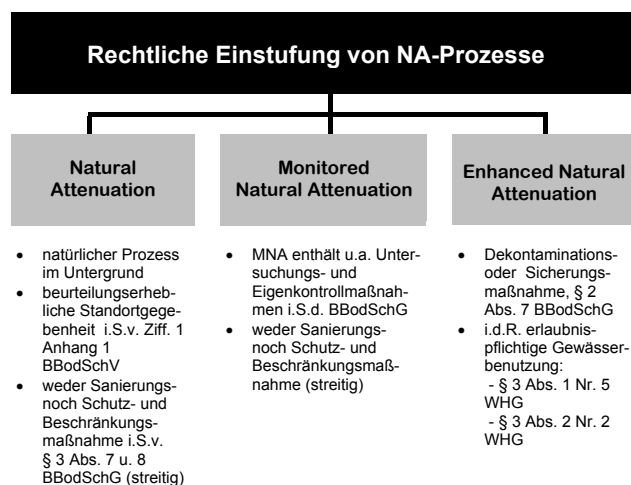 Rechtliche Einstufung von NA-Prozesse
Natural
Attenuation
• natürlicher Prozess
im Untergrund
• beurteilungserheb-
liche Standortgege-
benheit i.S.v. Ziff. 1
Anhang 1
BBodSchV
• weder Sanierungs-
noch Schutz- und
Beschränkungs-
maßnahme i.S.v.
§ 3 Abs. 7 u. 8
BBodSchG (streitig)
Monitored
Natural Attenuation
• MNA enthält u.a. Unter-
suchungs- und
Eigenkontrollmaßnah-
men i.S.d. BBodSchG
• weder Sanierungs-
noch Schutz- und
Beschränkungsmaß-
nahme (streitig)
Enhanced Natural
Attenuation
• Dekontaminations-
oder Sicherungs-
maßnahme, § 2
Abs. 7 BBodSchG
• i.d.R. erlaubnis-
pflichtige Gewässer-
benutzung:
- § 3 Abs. 1 Nr. 5
WHG
- § 3 Abs. 2 Nr. 2
WHG